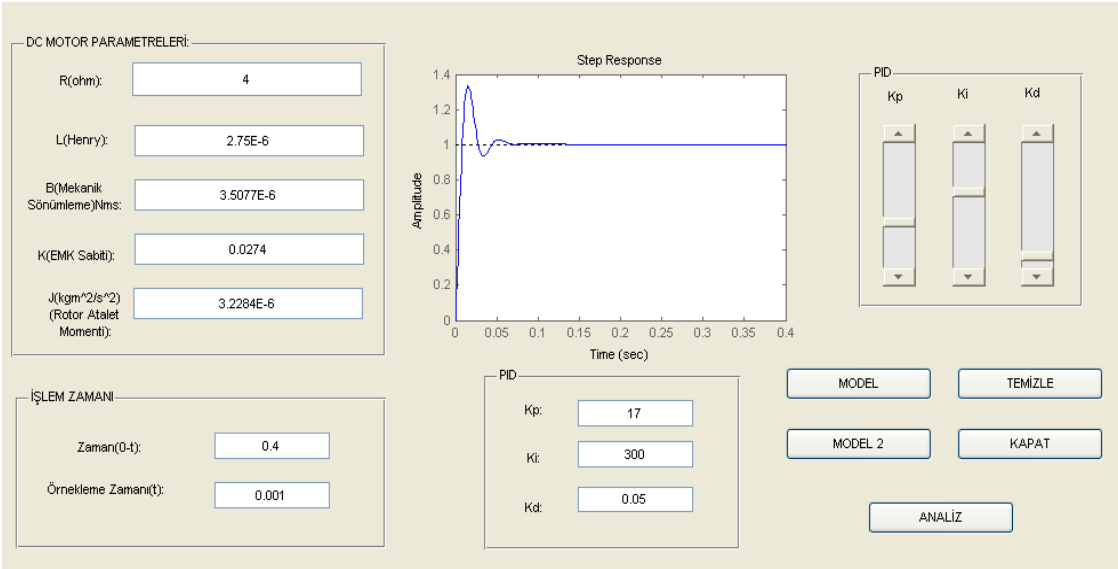 DC MOTOR PARAMETRELERİ:
R(ohm):
4
L(Henry):
2.75E-6
B(Mekanik
Sönümleme)Nms:
3.5077E-6
K(EMK Sabiti):
0.0274
J(kgm^2/s^2)
(Rotor Atalet
Momenti):
3.2284E-6
Step Response
Amplitude
1.4
1.2
1
0.8
0.6
0.4
0.2
0
0 0.05 0.1 0.15 0.2 0.25 0.3 0.35 0.4
Time (sec)
PID
Kp Ki Kd
İŞLEM ZAMANI
Zaman(0-t):
0.4
Örnekleme Zamanı(t):
0.001
PID
Kp:
17
Ki:
300
Kd:
0.05
MODEL
TEMİZLE
MODEL 2
KAPAT
ANALİZ